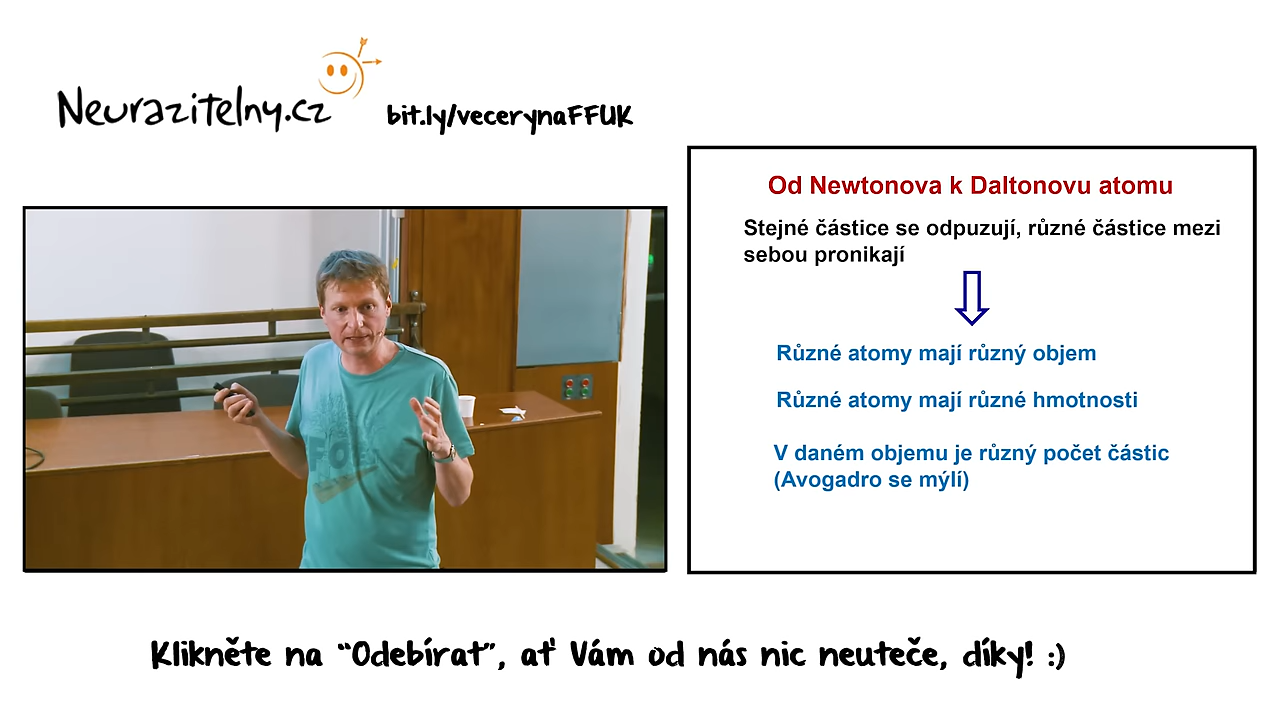 Neurazitelny.cz
bit.ly/vecerynaFFUK
Od Newtonova k Daltonovu atomu
Stejné částice se odpuzují, různé částice mezi
sebou pronikají
Různé atomy mají různý objem
Různé atomy mají různé hmotnosti
V daném objemu je různý počet částic
(Avogadro se mýlí)
Klikněte na “Odebírat”, ať Vám od nás nic neuteče, díky! :)